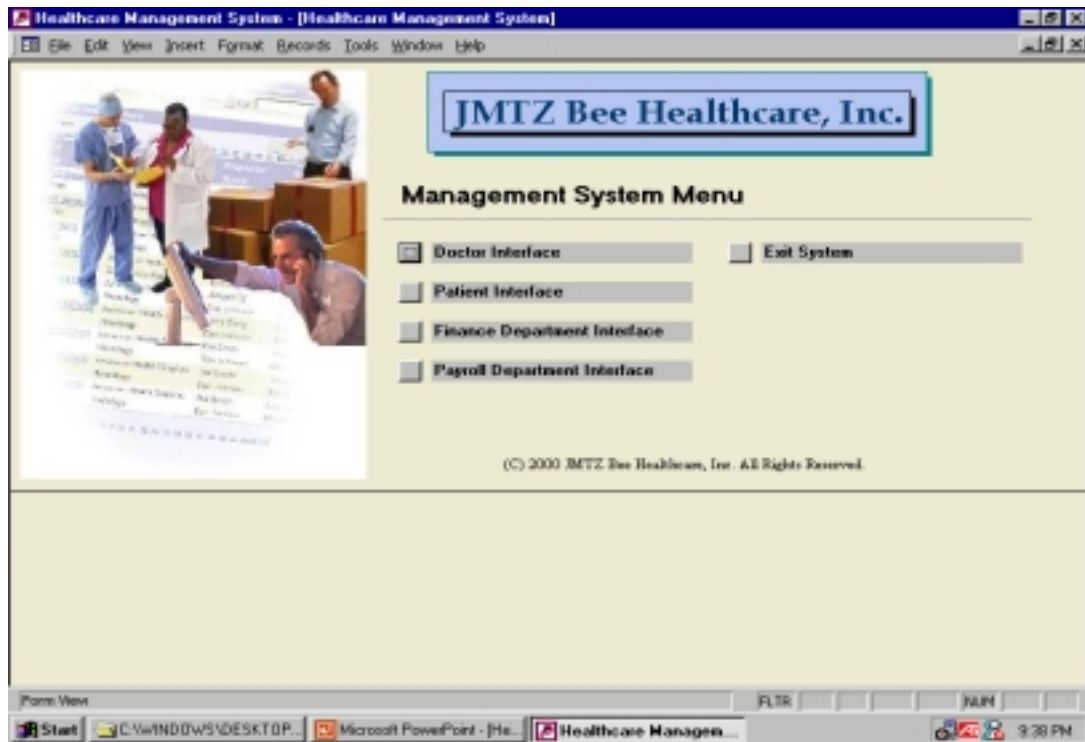 Healthcare Management System - [Healthcare Management System]
File Edit View Insert Format Records Tools Window Help
JMTZ Bee Healthcare, Inc.
Management System Menu
Doctor Interface
Exit System
Patient Interface
Finance Department Interface
Payroll Department Interface
(C) 2000 JMTZ Bee Healthcare, Inc. All Rights Reserved.
Form View FLTR NUM
Start C:\WINDOWS\DESKTOP... Microsoft PowerPoint - [He... Healthcare Managem... 9:38 PM